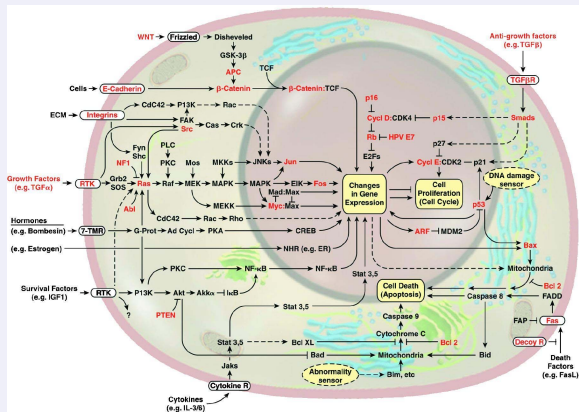 WNT Frizzled Disheveled
GSK-3β
APC
TCF
Cells E-Cadherin β-Catenin β-Catenin:TCF
Anti-growth factors
(e.g. TGFβ)
TGFβR
p16
Cycl D:CDK4 p15 Smads
Rb HPV E7
E2Fs
p27
Cycl E:CDK2 p21
ECM Integrins CdC42 P13K Rac
FAK
Src Cas Crk
Fyn
Shc
NF1
PLC
PKC Mos MKKs JNKs Jun
Growth Factors
(e.g. TGFα)
RTK Grb2
SOS Ras Raf MEK MAPK MAPK ElK Fos
Abl
MEKK
Mad:Max
Myc:Max
CdC42 Rac Rho
Changes
in Gene
Expression
Cell
Proliferation
(Cell Cycle)
DNA damage
sensor
p53
ARF MDM2
Bax
Hormones
(e.g. Bombesin) 7-TMR G-Prot Ad Cycl PKA CREB
(e.g. Estrogen) NHR (e.g. ER)
Mitochondria
Bcl 2
Survival Factors
(e.g. IGF1)
RTK P13K Akt Akkα IκB
PKC NF-κB NF-κB
PTEN
?
Stat 3,5
Stat 3,5
Stat 3,5
Cell Death
(Apoptosis)
Caspase 8 FADD
Caspase 9
Cytochrome C
FAP Fas
Decoy R
Death
Factors
(e.g. FasL)
Bcl XL Bcl 2
Bad Mitochondria Bid
Abnormality
sensor
Bim, etc
Jaks
Cytokine R
Cytokines
(e.g. IL-3/6)